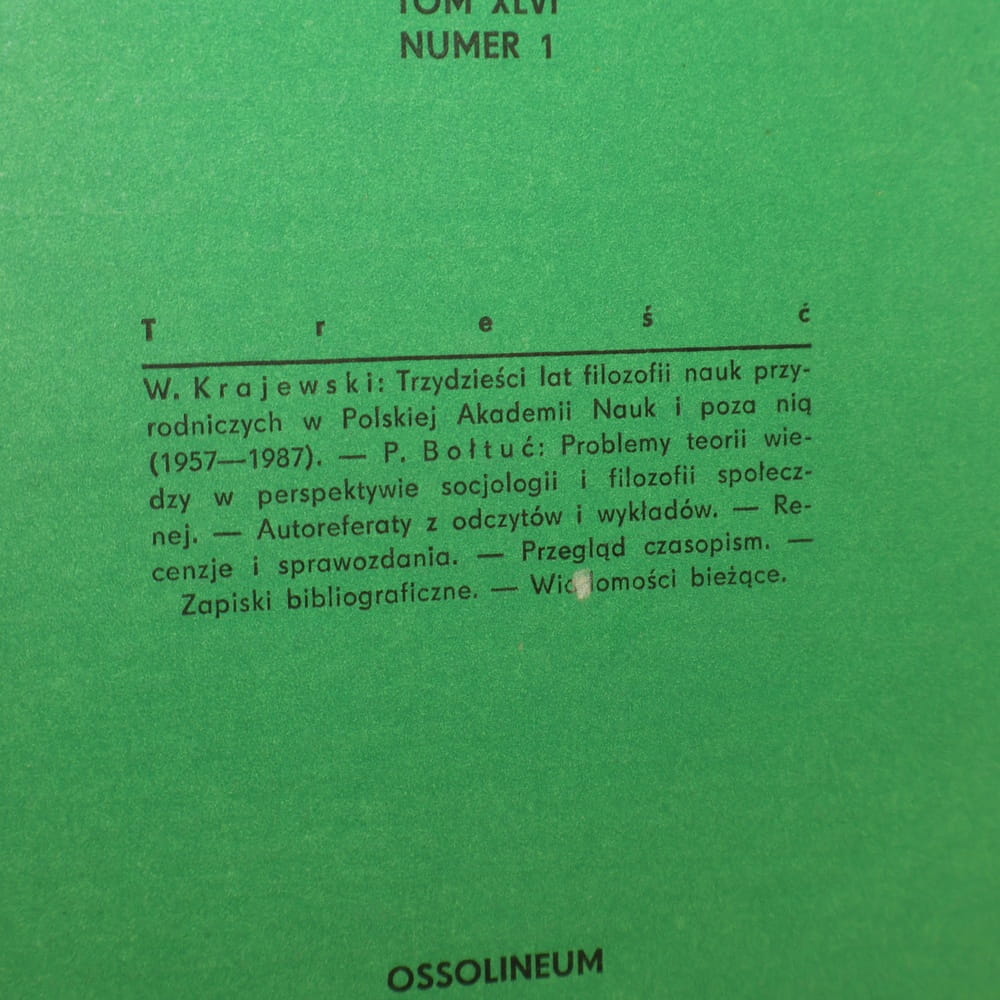 TOM XLVI
NUMER 1
Treść
W. Krajewski: Trzydzieści lat filozofii nauk przy-
rodniczych w Polskiej Akademii Nauk i poza nią
(1957—1987). — P. Bołtuć: Problemy teorii wie-
dzy w perspektywie socjologii i filozofii społecz-
nej. — Autoreferaty z odczytów i wykładów. — Re-
cenzje i sprawozdania. — Przegląd czasopism. —
Zapiski bibliograficzne. — Wiadomości bieżące.
OSSOLINEUM